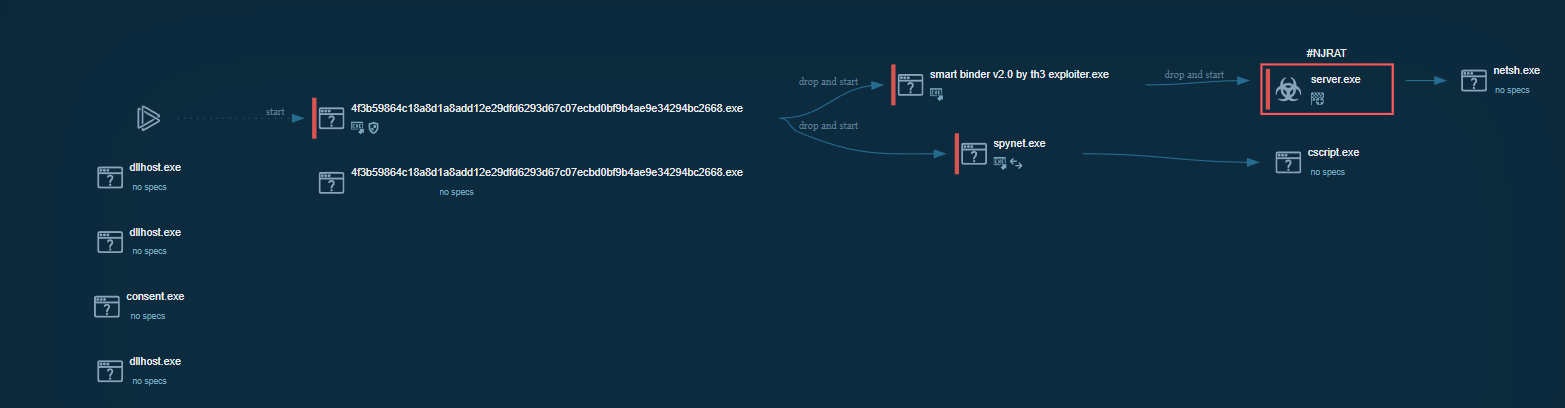 #NJRAT
smart binder v2.0 by th3 exploiter.exe
drop and start
drop and start
server.exe
netsh.exe
no specs
start
4f3b59864c18a8d1a8add12e29dfd6293d67c07ecbd0bf9b4ae9e34294bc2668.exe
drop and start
spynet.exe
cscript.exe
no specs
dllhost.exe
no specs
4f3b59864c18a8d1a8add12e29dfd6293d67c07ecbd0bf9b4ae9e34294bc2668.exe
no specs
dllhost.exe
no specs
consent.exe
no specs
dllhost.exe
no specs